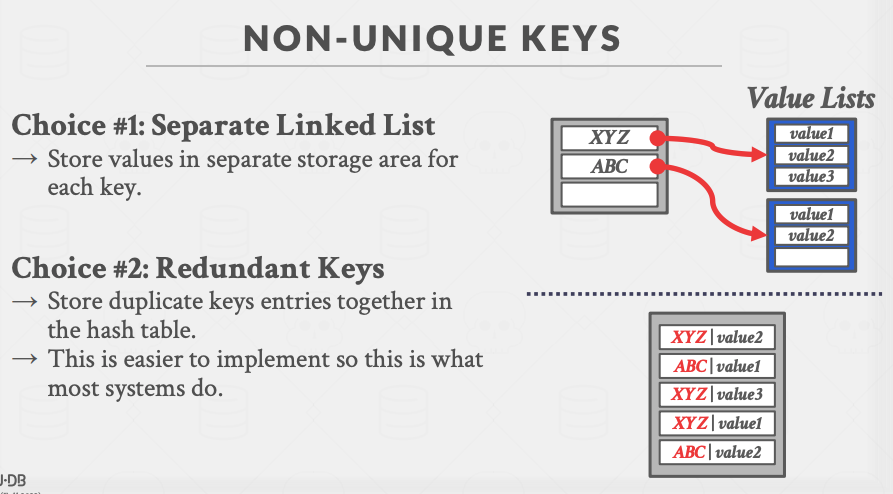 NON-UNIQUE KEYS
Choice #1: Separate Linked List
→ Store values in separate storage area for
each key.
Choice #2: Redundant Keys
→ Store duplicate keys entries together in
the hash table.
→ This is easier to implement so this is what
most systems do.
Value Lists
XYZ
ABC
value1
value2
value3
value1
value2
XYZ|value2
ABC|value1
XYZ|value3
XYZ|value1
ABC|value2
U·DB